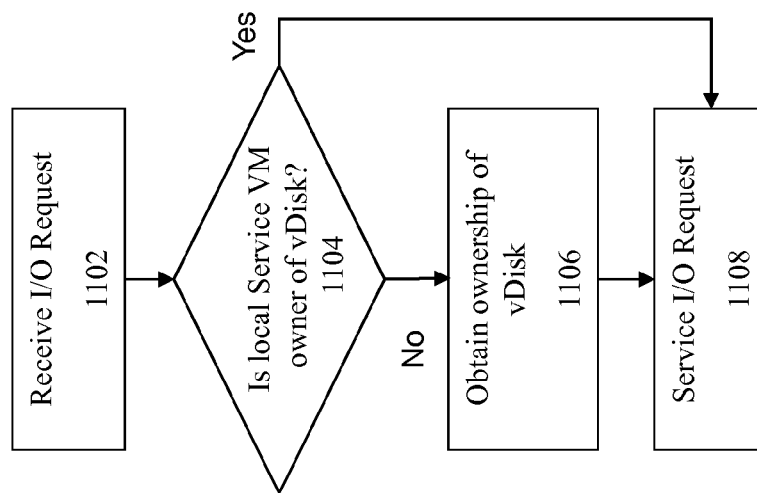 Receive I/O Request
1102
Is local Service VM
owner of vDisk?
1104
Yes
No
Obtain ownership of
vDisk
1106
Service I/O Request
1108